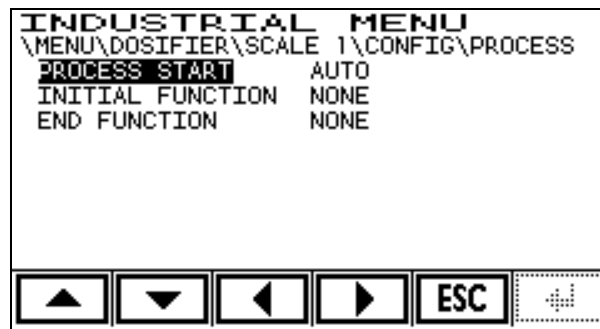 INDUSTRIAL MENU
\MENU\DOSIFIER\SCALE 1\CONFIG\PROCESS
PROCESS START AUTO
INITIAL FUNCTION NONE
END FUNCTION NONE
ESC